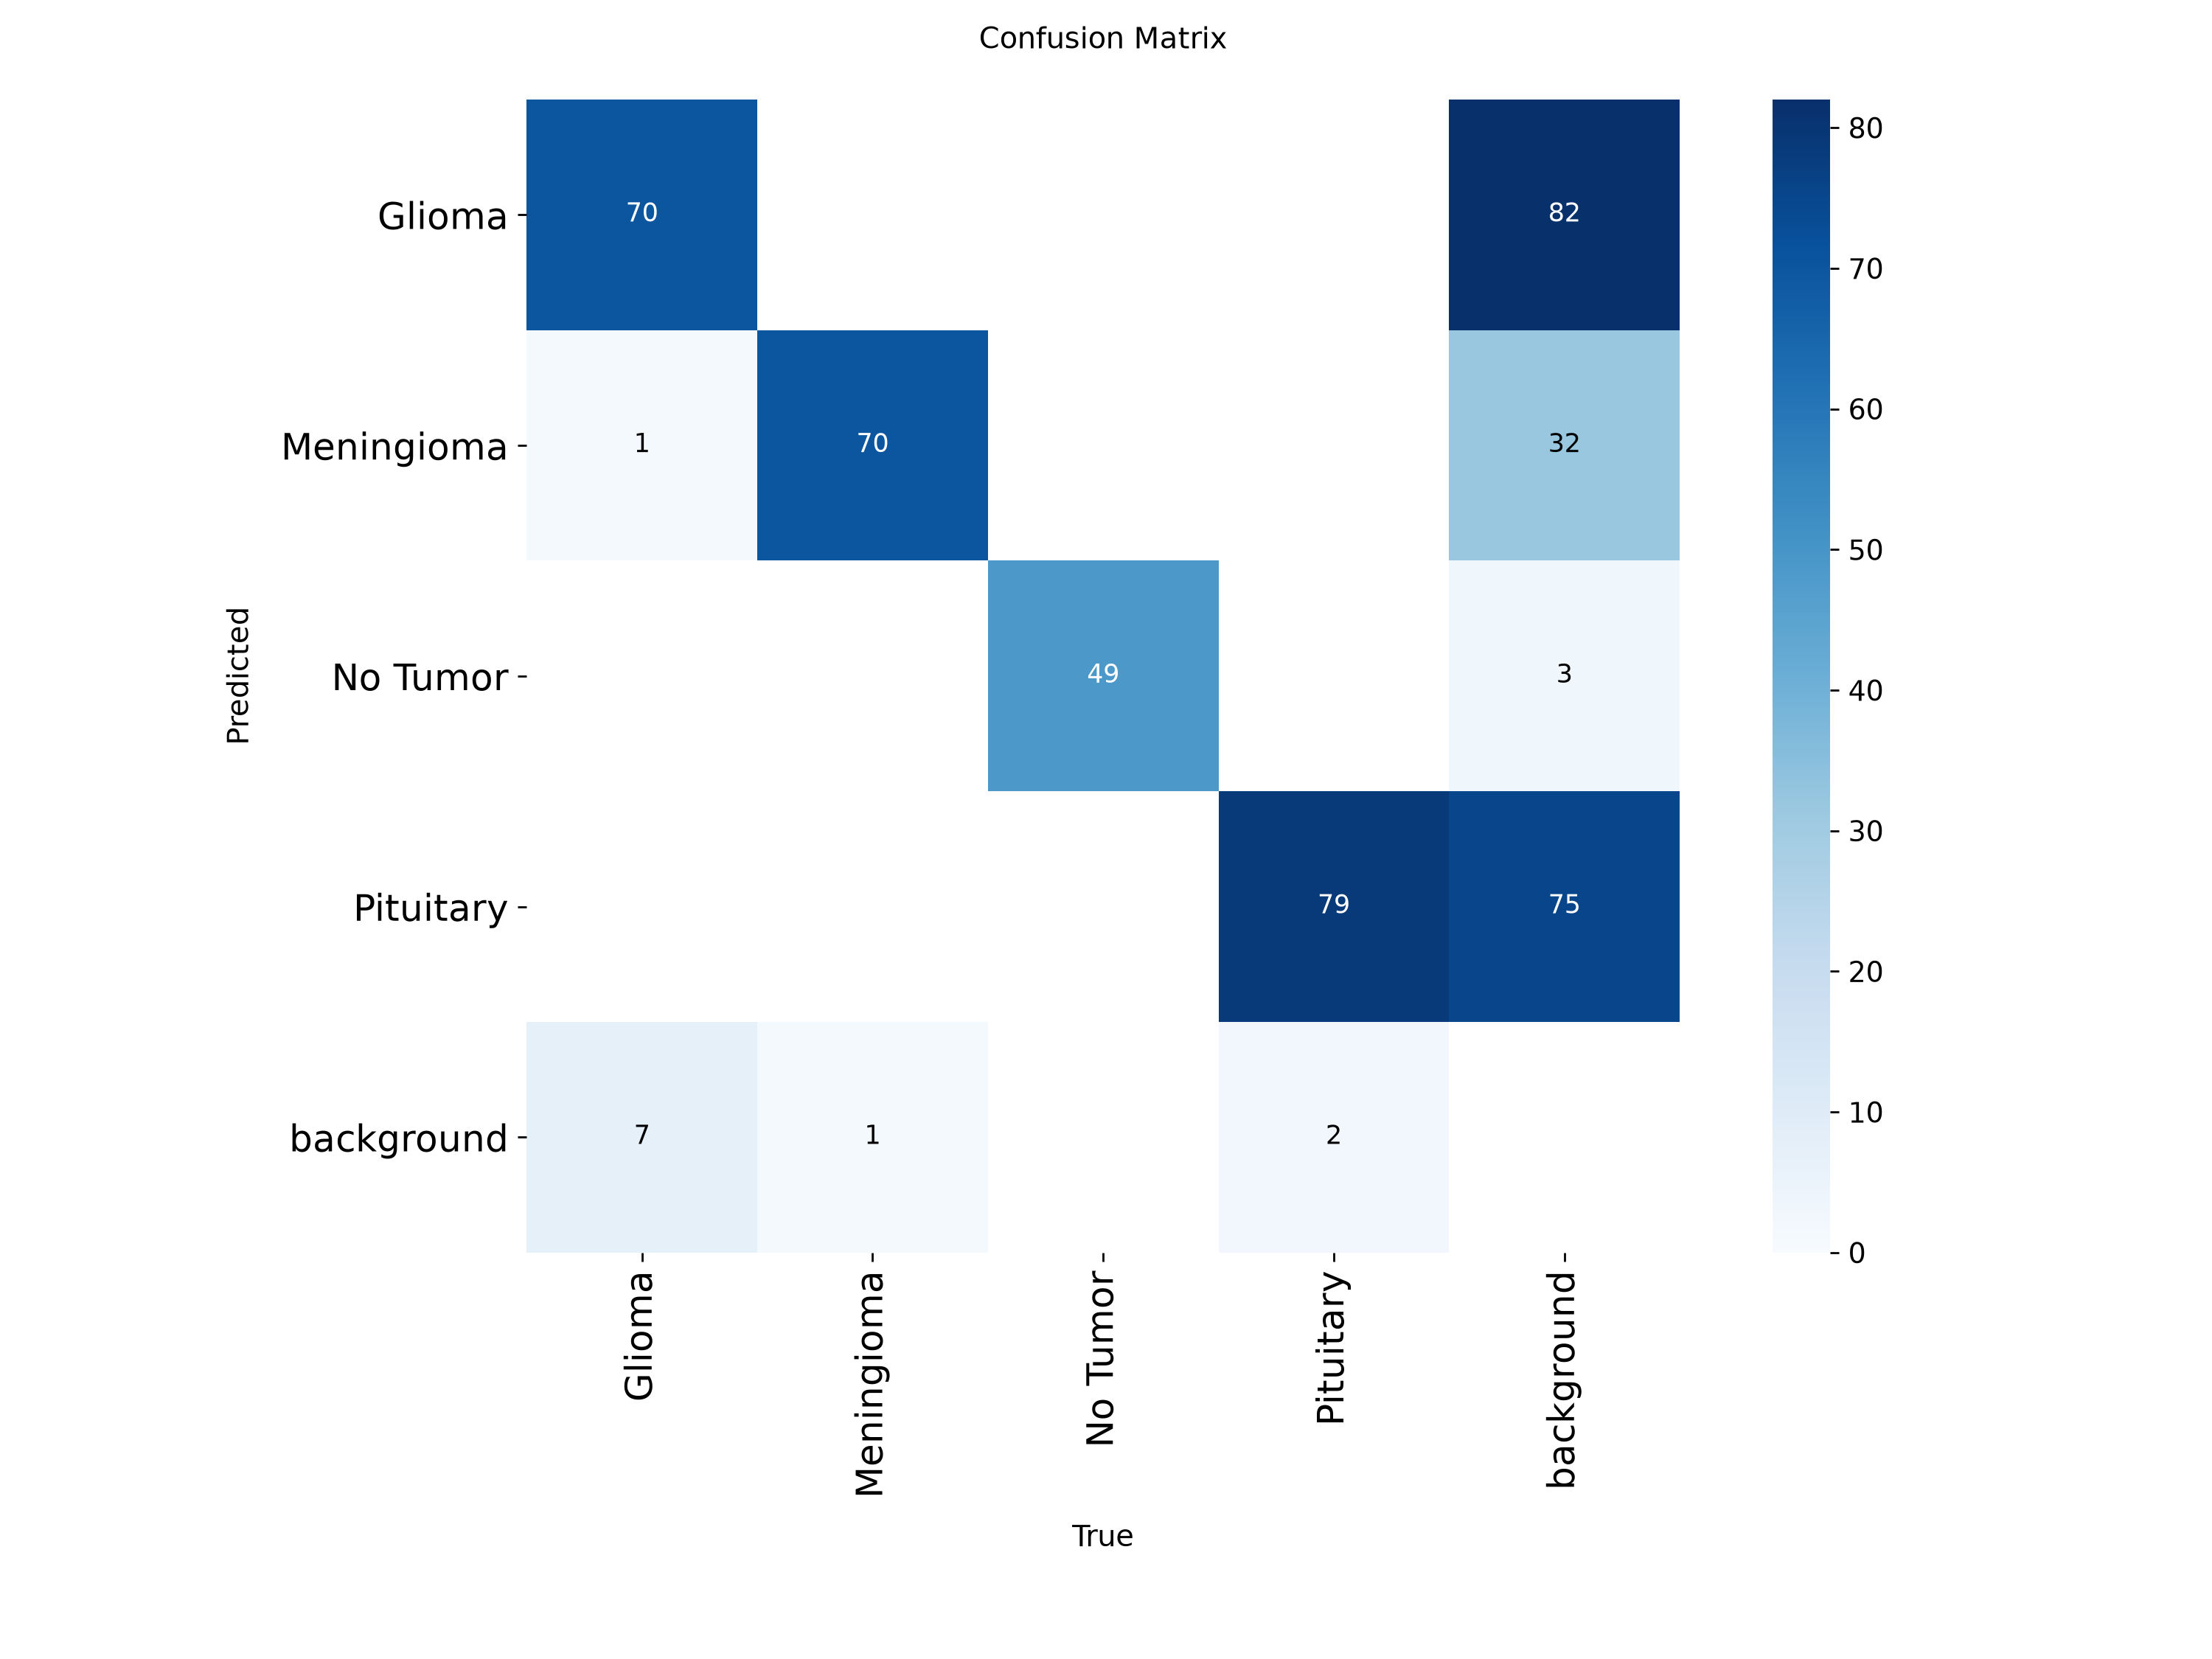 Confusion Matrix
Glioma
70
82
80
70
Meningioma
1
70
32
60
50
Predicted
No Tumor
49
3
40
30
Pituitary
79
75
20
background
7
1
2
10
0
Glioma
Meningioma
No Tumor
Pituitary
background
True